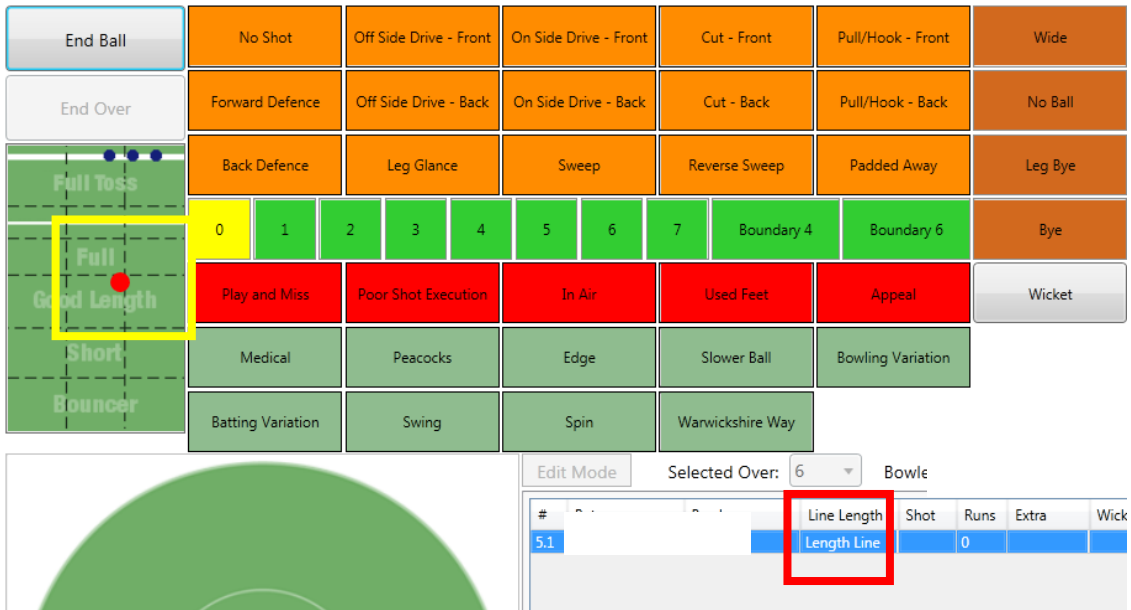 End Ball
No Shot
Off Side Drive - Front
On Side Drive - Front
Cut - Front
Pull/Hook - Front
Wide
End Over
Forward Defence
Off Side Drive - Back
On Side Drive - Back
Cut - Back
Pull/Hook - Back
No Ball
Full Toss
Back Defence
Leg Glance
Sweep
Reverse Sweep
Padded Away
Leg Bye
Full
0
1
2
3
4
5
6
7
Boundary 4
Boundary 6
Bye
Good Length
Play and Miss
Poor Shot Execution
In Air
Used Feet
Appeal
Wicket
Short
Medical
Peacocks
Edge
Slower Ball
Bowling Variation
Bouncer
Batting Variation
Swing
Spin
Warwickshire Way
Edit Mode
Selected Over: 6
# Line Length Shot Runs Extra
5.1 Length Line 0